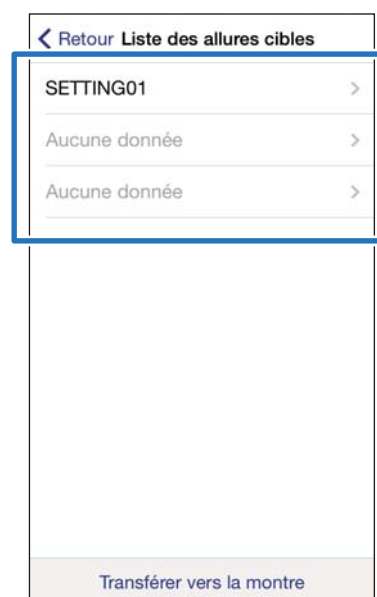 Retour Liste des allures cibles
SETTING01
Aucune donnée
Aucune donnée
Transférer vers la montre